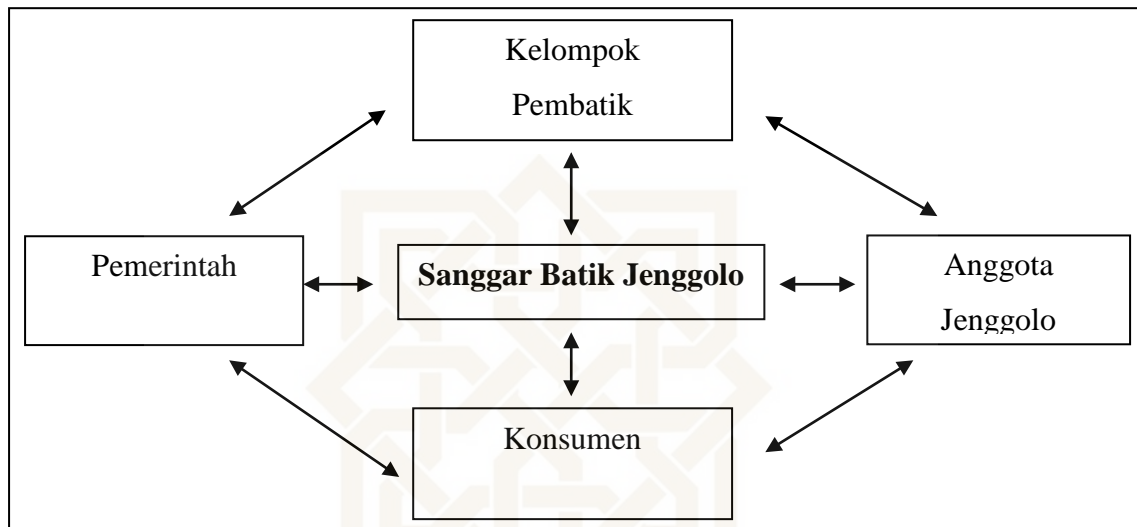 Kelompok
Pembatik
Pemerintah
Sanggar Batik Jenggolo
Anggota
Jenggolo
Konsumen